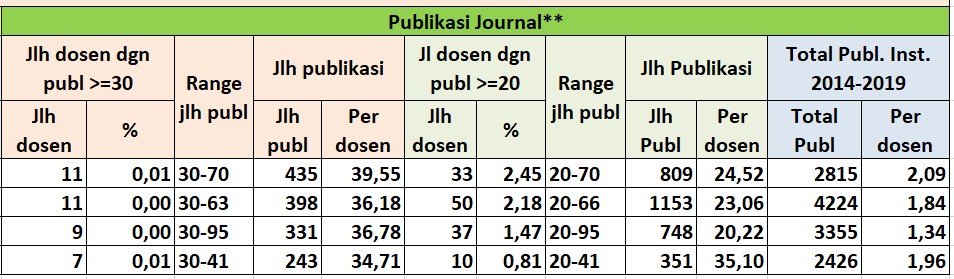 Publikasi Journal**
Jlh dosen dgn publ >=30 Range jlh publ Jlh publikasi Jl dosen dgn publ >=20 Range jlh publ Jlh Publikasi Total Publ. Inst. 2014-2019
Jlh dosen % Jlh publ Per dosen Jlh dosen % Jlh Publ Per dosen Total Publ Per dosen
11 0,01 30-70 435 39,55 33 2,45 20-70 809 24,52 2815 2,09
11 0,00 30-63 398 36,18 50 2,18 20-66 1153 23,06 4224 1,84
9 0,00 30-95 331 36,78 37 1,47 20-95 748 20,22 3355 1,34
7 0,01 30-41 243 34,71 10 0,81 20-41 351 35,10 2426 1,96